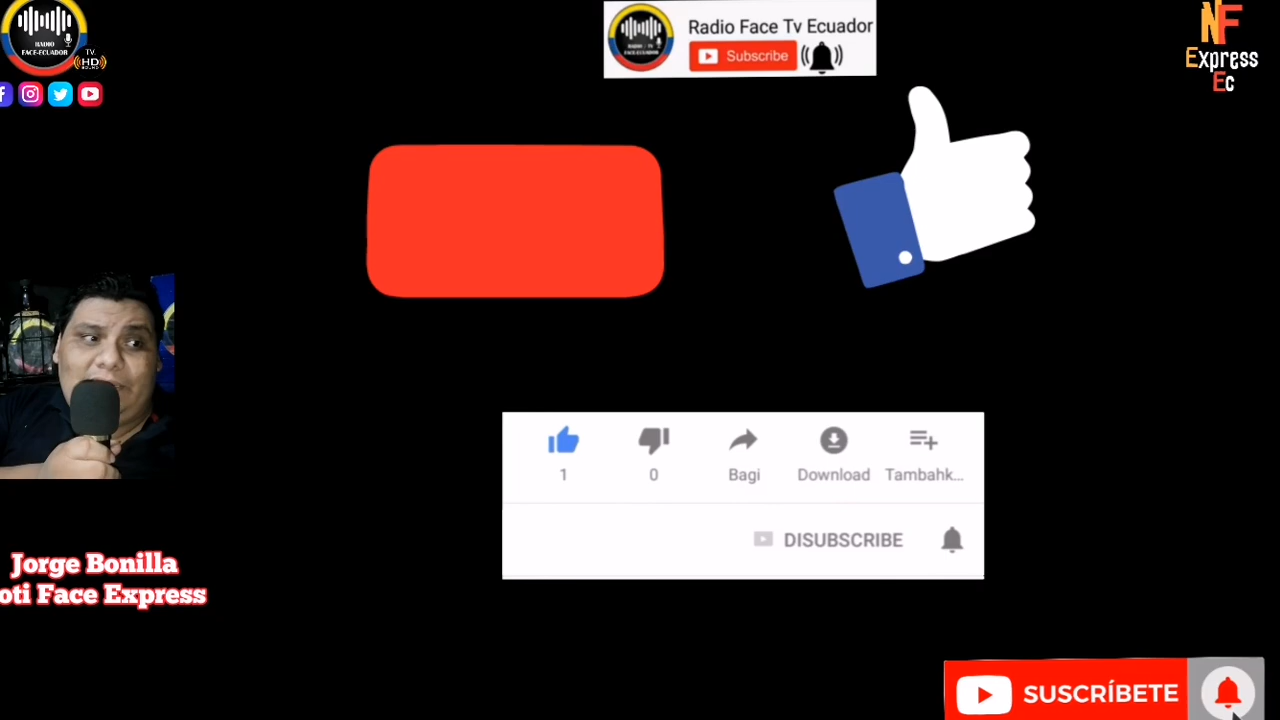 RADIO
FACE-ECUADOR
TV.
HD
Radio Face Tv Ecuador
Subscribe
NF
Express
Ec
1
0
Bagi
Download
Tambahk...
DISUBSCRIBE
Jorge Bonilla
oti Face Express
SUSCRÍBETE